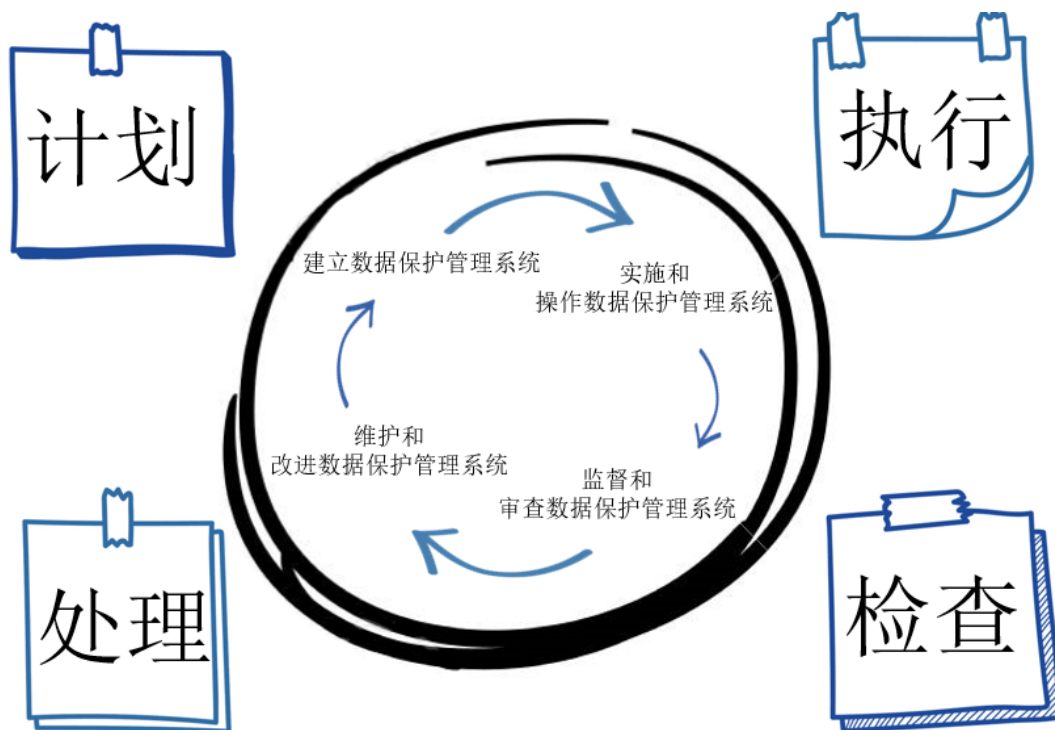 计划
执行
建立数据保护管理系统
实施和
操作数据保护管理系统
维护和
改进数据保护管理系统
监督和
审查数据保护管理系统
处理
检查